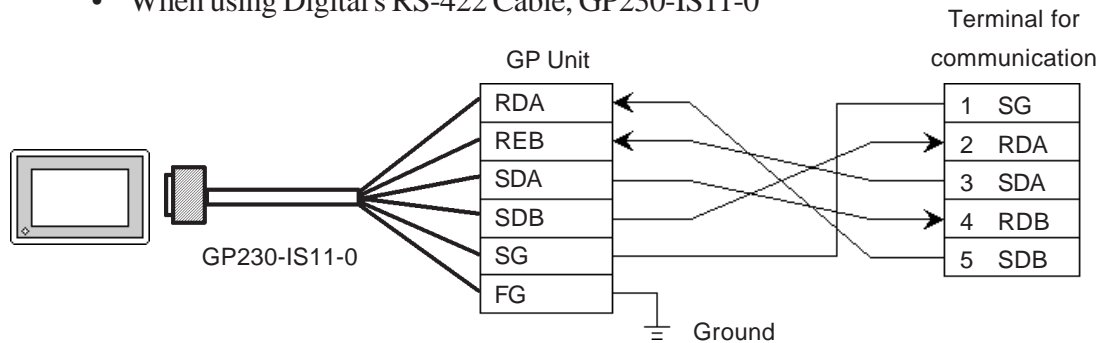 • When using Digital's RS-422 Cable, GP230-IS11-0
Terminal for
communication
GP Unit
RDA
REB
SDA
SDB
SG
FG
GP230-IS11-0
Ground
1 SG
2 RDA
3 SDA
4 RDB
5 SDB